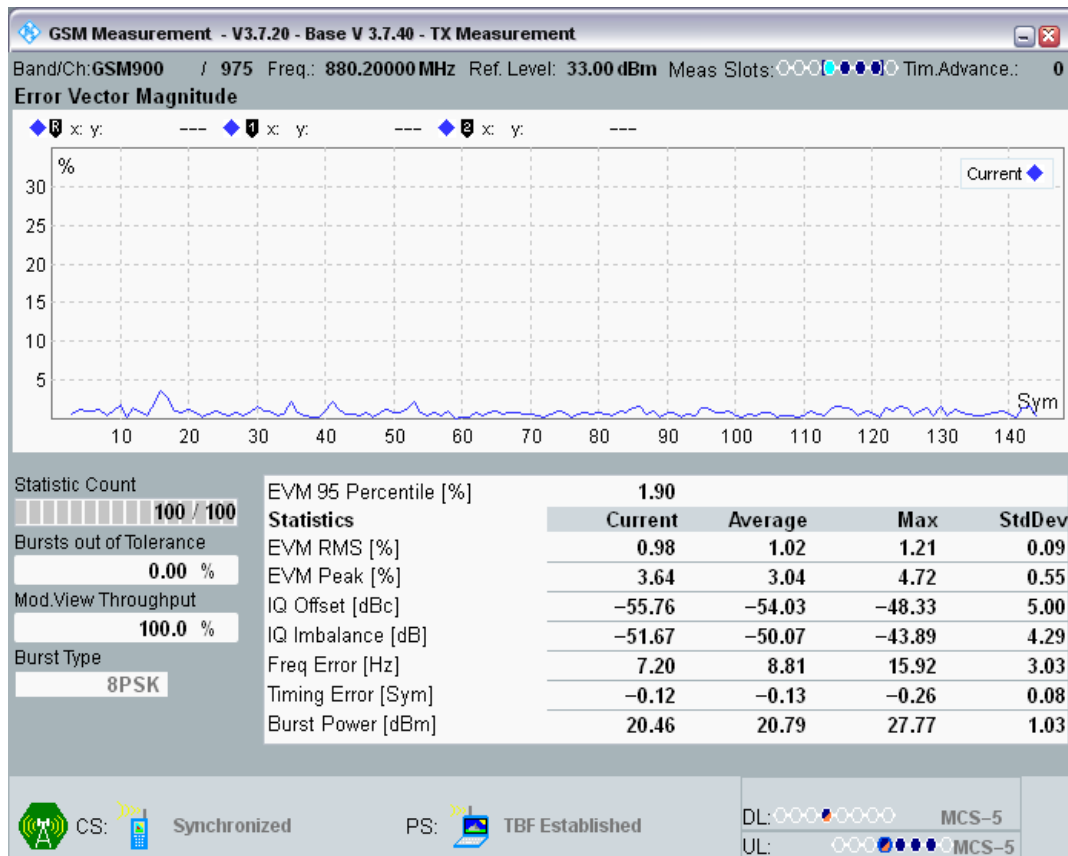 GSM Measurement - V3.7.20 - Base V 3.7.40 - TX Measurement
Band/Ch:GSM900 / 975 Freq.: 880.20000 MHz Ref. Level: 33.00 dBm Meas Slots: Tim.Advance.: 0
Error Vector Magnitude
R x: y: --- 1 x: y: --- 2 x: y: ---
%
Current
30
25
20
15
10
5
Sym
10 20 30 40 50 60 70 80 90 100 110 120 130 140
Statistic Count
100 / 100
Bursts out of Tolerance
0.00 %
Mod.View Throughput
100.0 %
Burst Type
8PSK
EVM 95 Percentile [%] 1.90
Statistics Current Average Max StdDev
EVM RMS [%] 0.98 1.02 1.21 0.09
EVM Peak [%] 3.64 3.04 4.72 0.55
IQ Offset [dBc] −55.76 −54.03 −48.33 5.00
IQ Imbalance [dB] −51.67 −50.07 −43.89 4.29
Freq Error [Hz] 7.20 8.81 15.92 3.03
Timing Error [Sym] −0.12 −0.13 −0.26 0.08
Burst Power [dBm] 20.46 20.79 27.77 1.03
CS: Synchronized PS: TBF Established
DL: MCS−5
UL: MCS−5